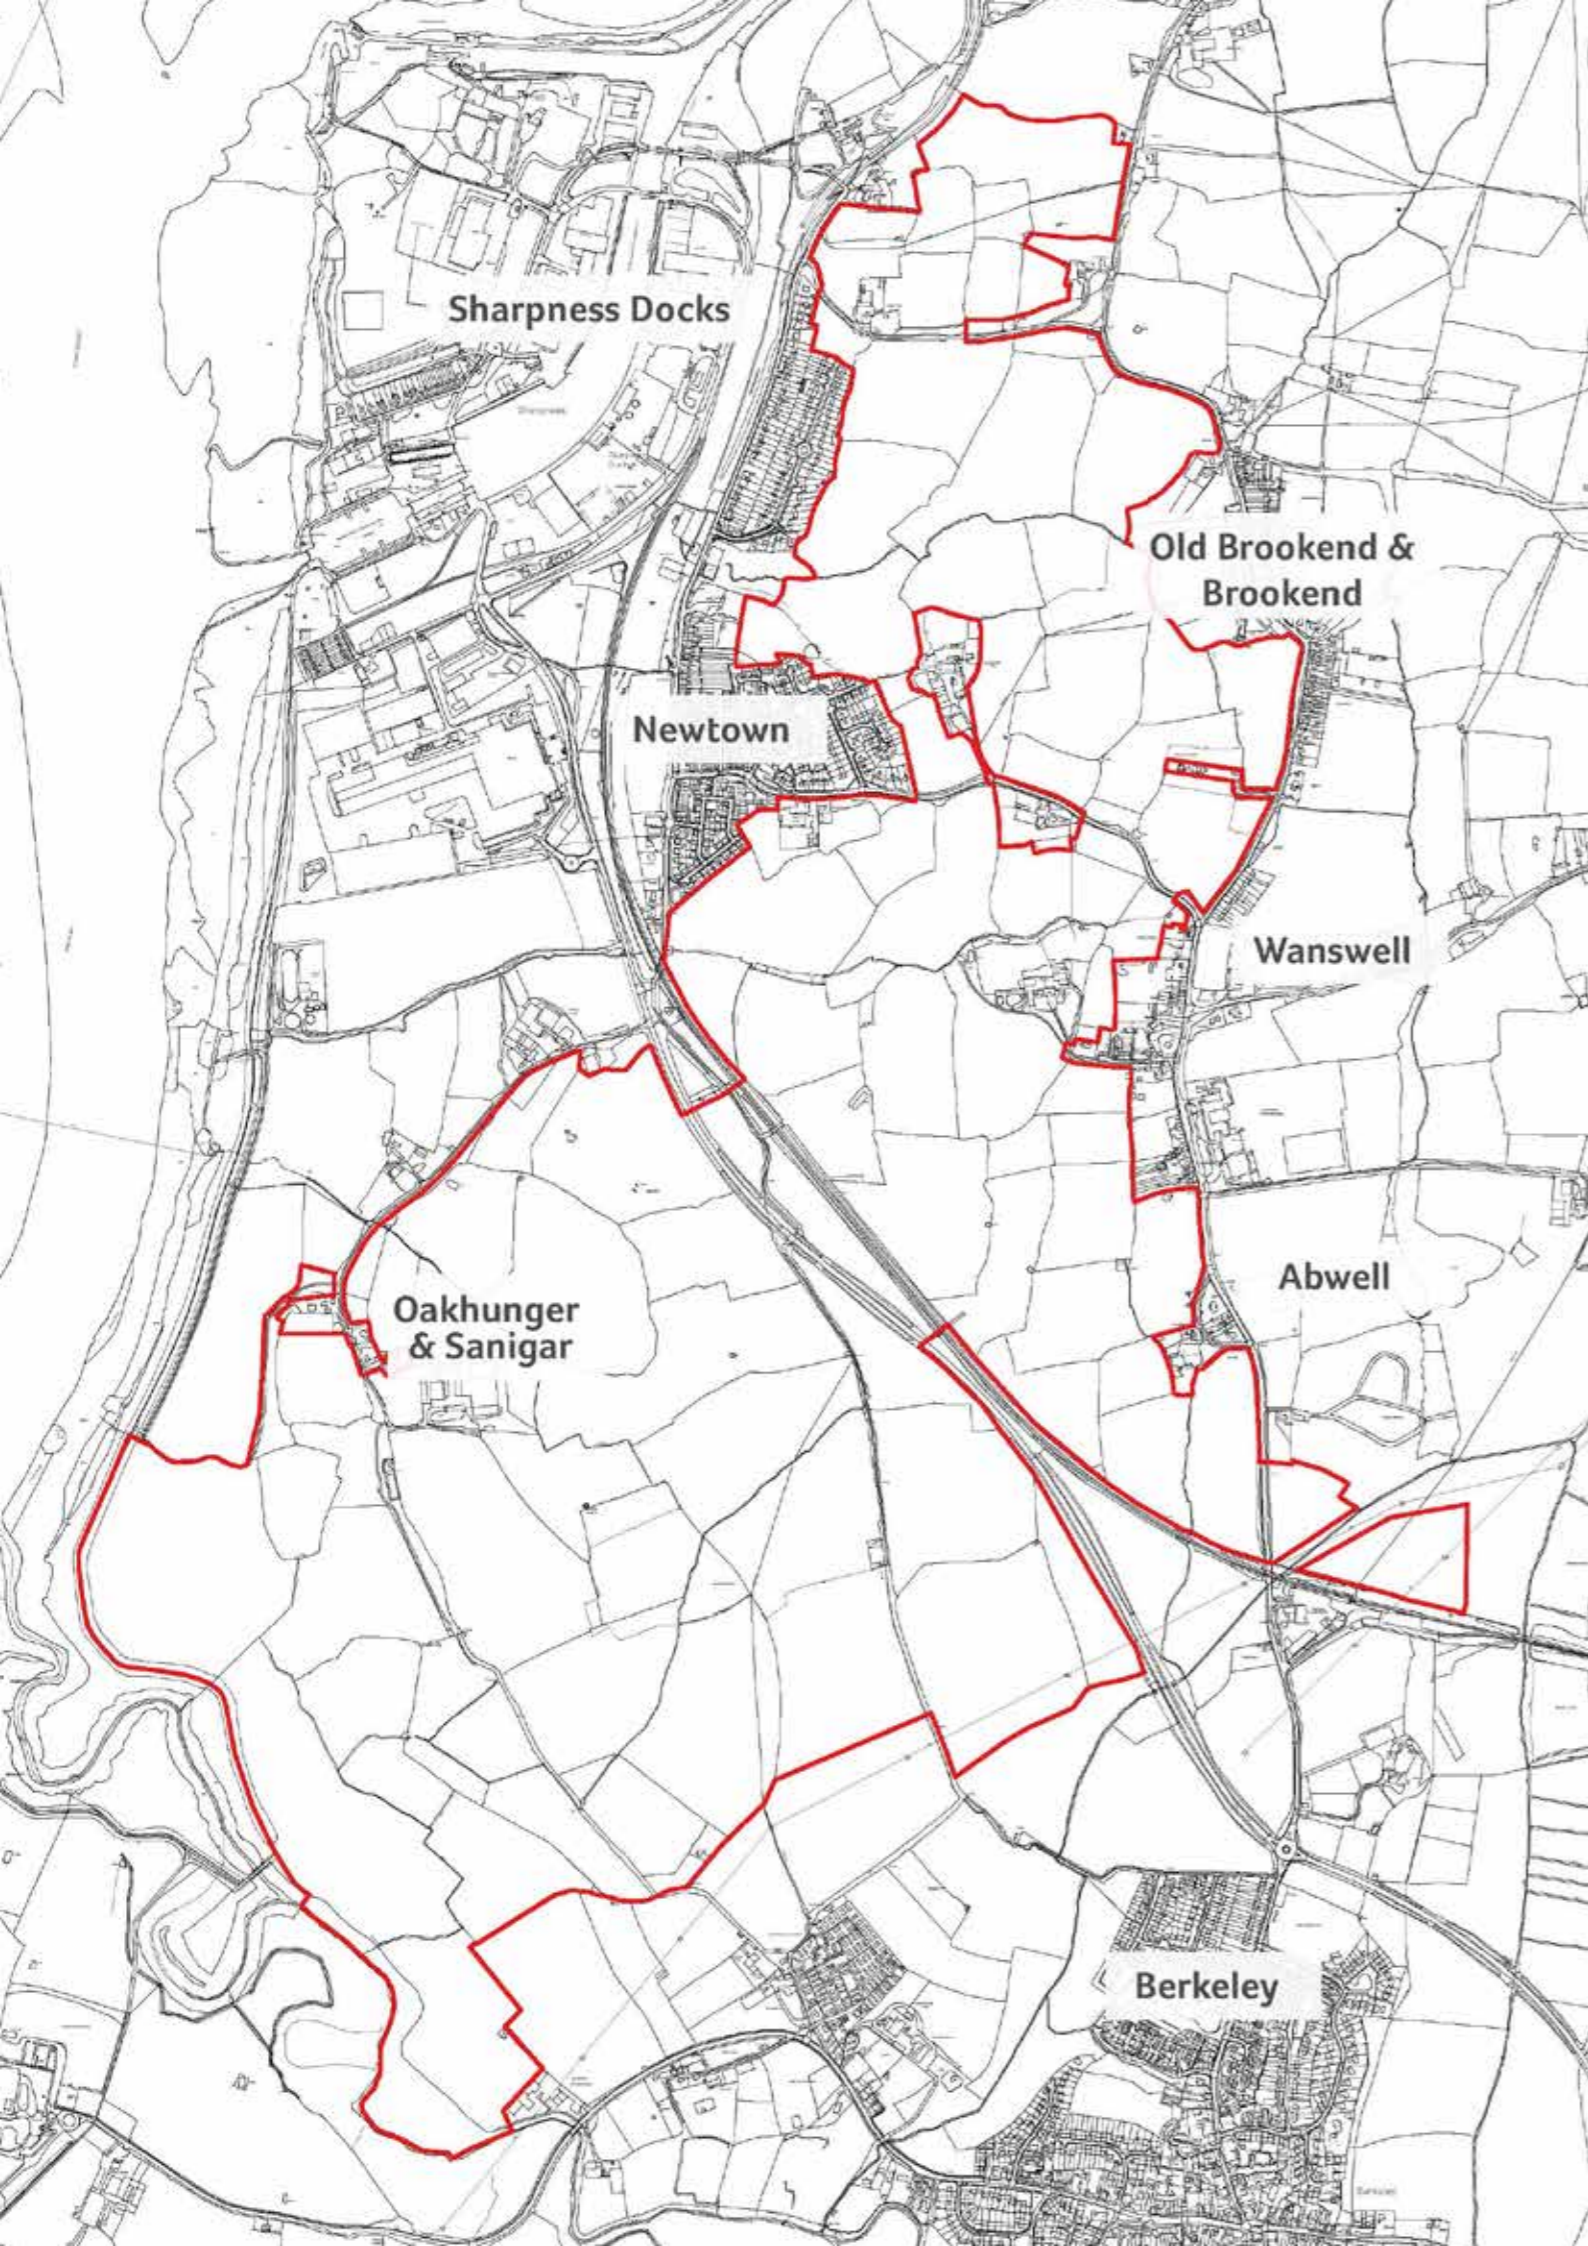 Sharpness Docks
Old Brookend &
Brookend
Newtown
Wanswell
Abwell
Oakhunger
& Sanigar
Berkeley